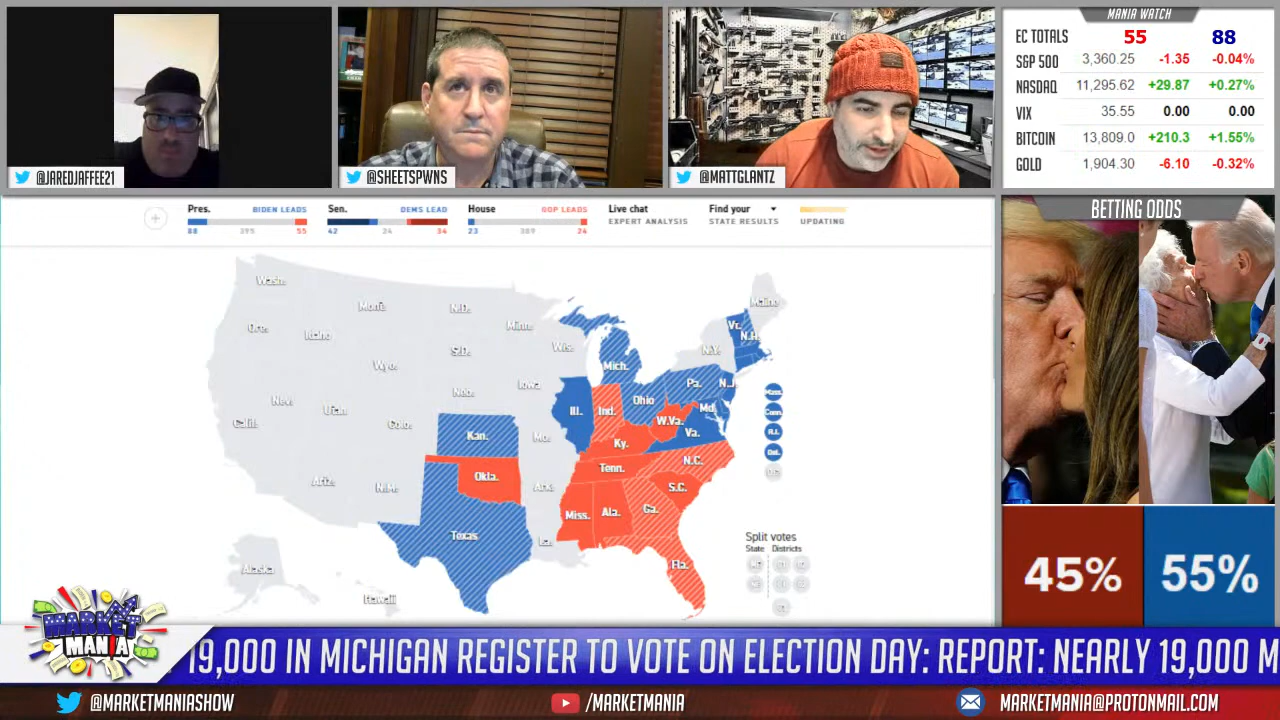 @JAREDJAFFEE21
@SHEETSPWNS
@MATTGLANTZ
MANIA WATCH
EC TOTALS 55 88
S&P 500 3,360.25 -1.35 -0.04%
NASDAQ 11,295.62 +29.87 +0.27%
VIX 35.55 0.00 0.00
BITCOIN 13,809.0 +210.3 +1.55%
GOLD 1,904.30 -6.10 -0.32%
Pres. BIDEN LEADS
88 395 55
Sen. DEMS LEAD
42 24 34
House GOP LEADS
23 389 24
Live chat
EXPERT ANALYSIS
Find your
STATE RESULTS
UPDATING
BETTING ODDS
Wash.
Mont.
N.D.
Minn.
Maine
Ore.
Idaho
Wis.
Vt.
N.H.
S.D.
N.Y.
Wyo.
Mich.
Iowa
Pa.
N.J.
Neb.
Nev.
Utah
Ohio
Ill.
Ind.
Md.
Mass.
Conn.
Calif.
Colo.
Kan.
Mo.
W.Va.
Va.
R.I.
Ky.
Del.
Tenn.
N.C.
Ariz.
N.M.
Okla.
Ark.
S.C.
Miss.
Ala.
Ga.
Texas
La.
Fla.
Alaska
Hawaii
Split votes
State Districts
45% 55%
MARKET
MANIA
19,000 IN MICHIGAN REGISTER TO VOTE ON ELECTION DAY: REPORT: NEARLY 19,000 M
@MARKETMANIASHOW
/MARKETMANIA
MARKETMANIA@PROTONMAIL.COM